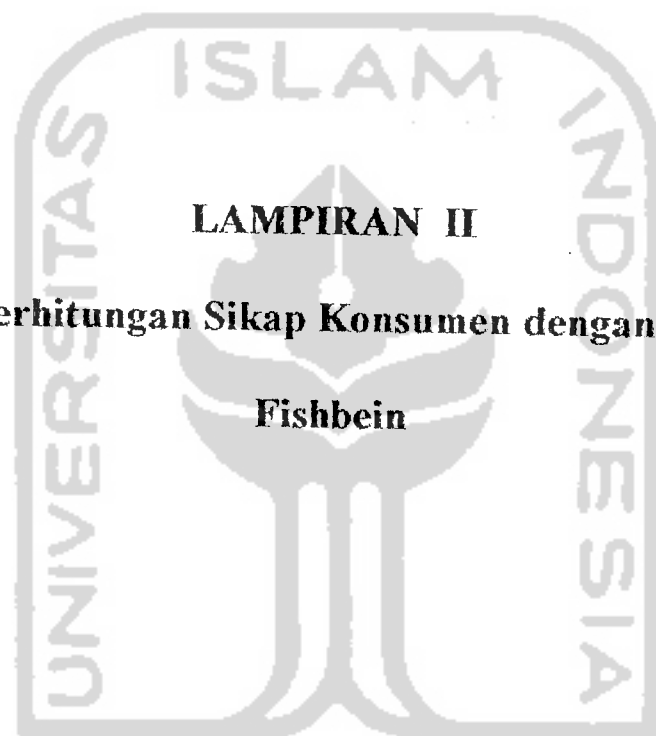 UNIVERSITAS ISLAM INDONESIA
LAMPIRAN II
erhitungan Sikap Konsumen dengan
Fishbein